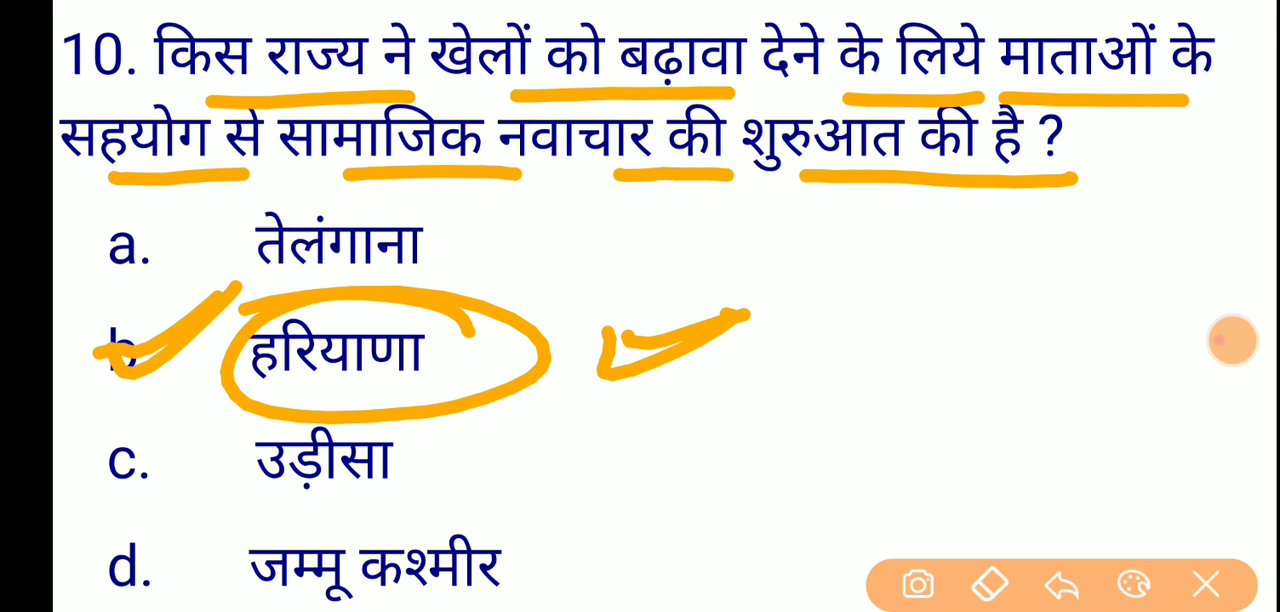 10. किस राज्य ने खेलों को बढ़ावा देने के लिये माताओं के
सहयोग से सामाजिक नवाचार की शुरुआत की है ?
a. तेलंगाना
b हरियाणा
c. उड़ीसा
d. जम्मू कश्मीर